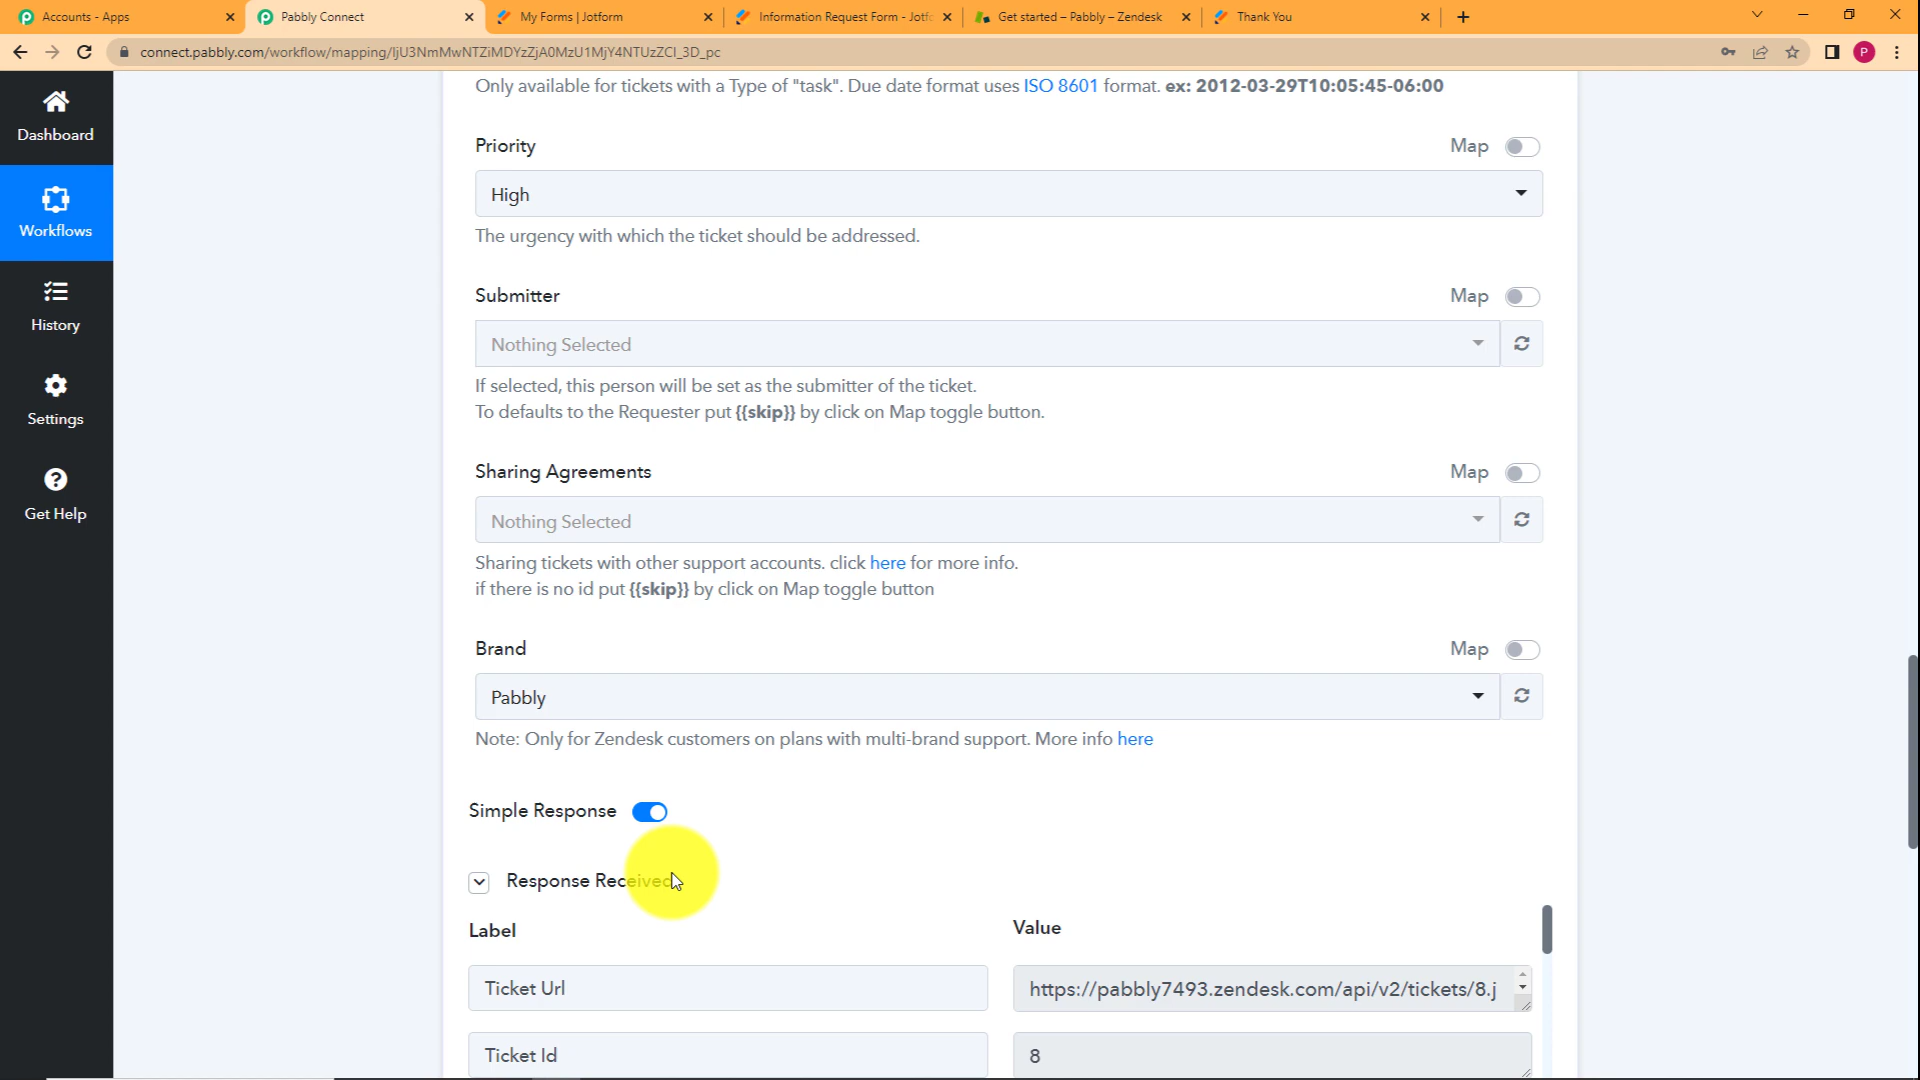 Accounts - Apps
Pabbly Connect
My Forms | Jotform
Information Request Form - Jotfo
Get started – Pabbly – Zendesk
Thank You
connect.pabbly.com/workflow/mapping/IjU3NmMwNTZiMDYzZjA0MzU1MjY4NTUzZCI_3D_pc
P
Dashboard
Workflows
History
Settings
Get Help
Only available for tickets with a Type of "task". Due date format uses ISO 8601 format. ex: 2012-03-29T10:05:45-06:00
Priority
Map
High
The urgency with which the ticket should be addressed.
Submitter
Map
Nothing Selected
If selected, this person will be set as the submitter of the ticket.
To defaults to the Requester put {{skip}} by click on Map toggle button.
Sharing Agreements
Map
Nothing Selected
Sharing tickets with other support accounts. click here for more info.
if there is no id put {{skip}} by click on Map toggle button
Brand
Map
Pabbly
Note: Only for Zendesk customers on plans with multi-brand support. More info here
Simple Response
Response Received
Label
Value
Ticket Url
https://pabbly7493.zendesk.com/api/v2/tickets/8.j
Ticket Id
8